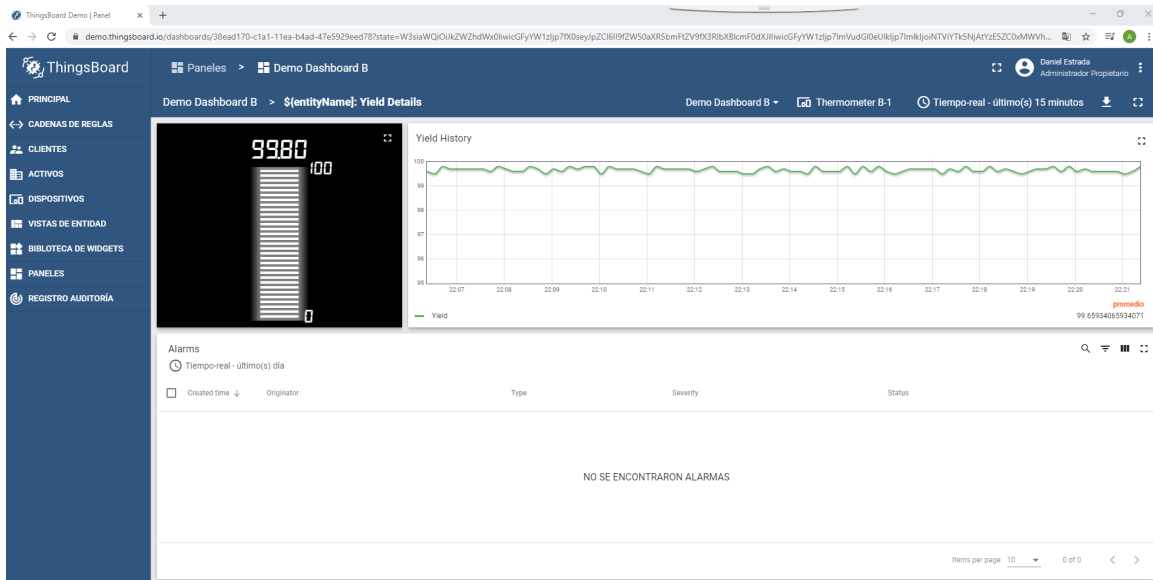 ThingsBoard Demo | Panel
demo.thingsboard.io/dashboards/38ead170-c1a1-11ea-b4ad-47e5929eed78?state=
A
ThingsBoard
Paneles > Demo Dashboard B
Daniel Estrada
Administrador Propietario
Demo Dashboard B > ${entityName}: Yield Details
Demo Dashboard B
Thermometer B-1
Tiempo-real - último(s) 15 minutos
PRINCIPAL
CADENAS DE REGLAS
CLIENTES
ACTIVOS
DISPOSITIVOS
VISTAS DE ENTIDAD
BIBLOTECA DE WIDGETS
PANELES
REGISTRO AUDITORÍA
99.80
100
0
Yield History
100
99
98
97
96
95
22:07 22:08 22:09 22:10 22:11 22:12 22:13 22:14 22:15 22:16 22:17 22:18 22:19 22:20 22:21
promedio
Yield 99.65934065934071
Alarms
Tiempo-real - último(s) día
Created time Originator Type Severity Status
NO SE ENCONTRARON ALARMAS
Items per page: 10 0 of 0